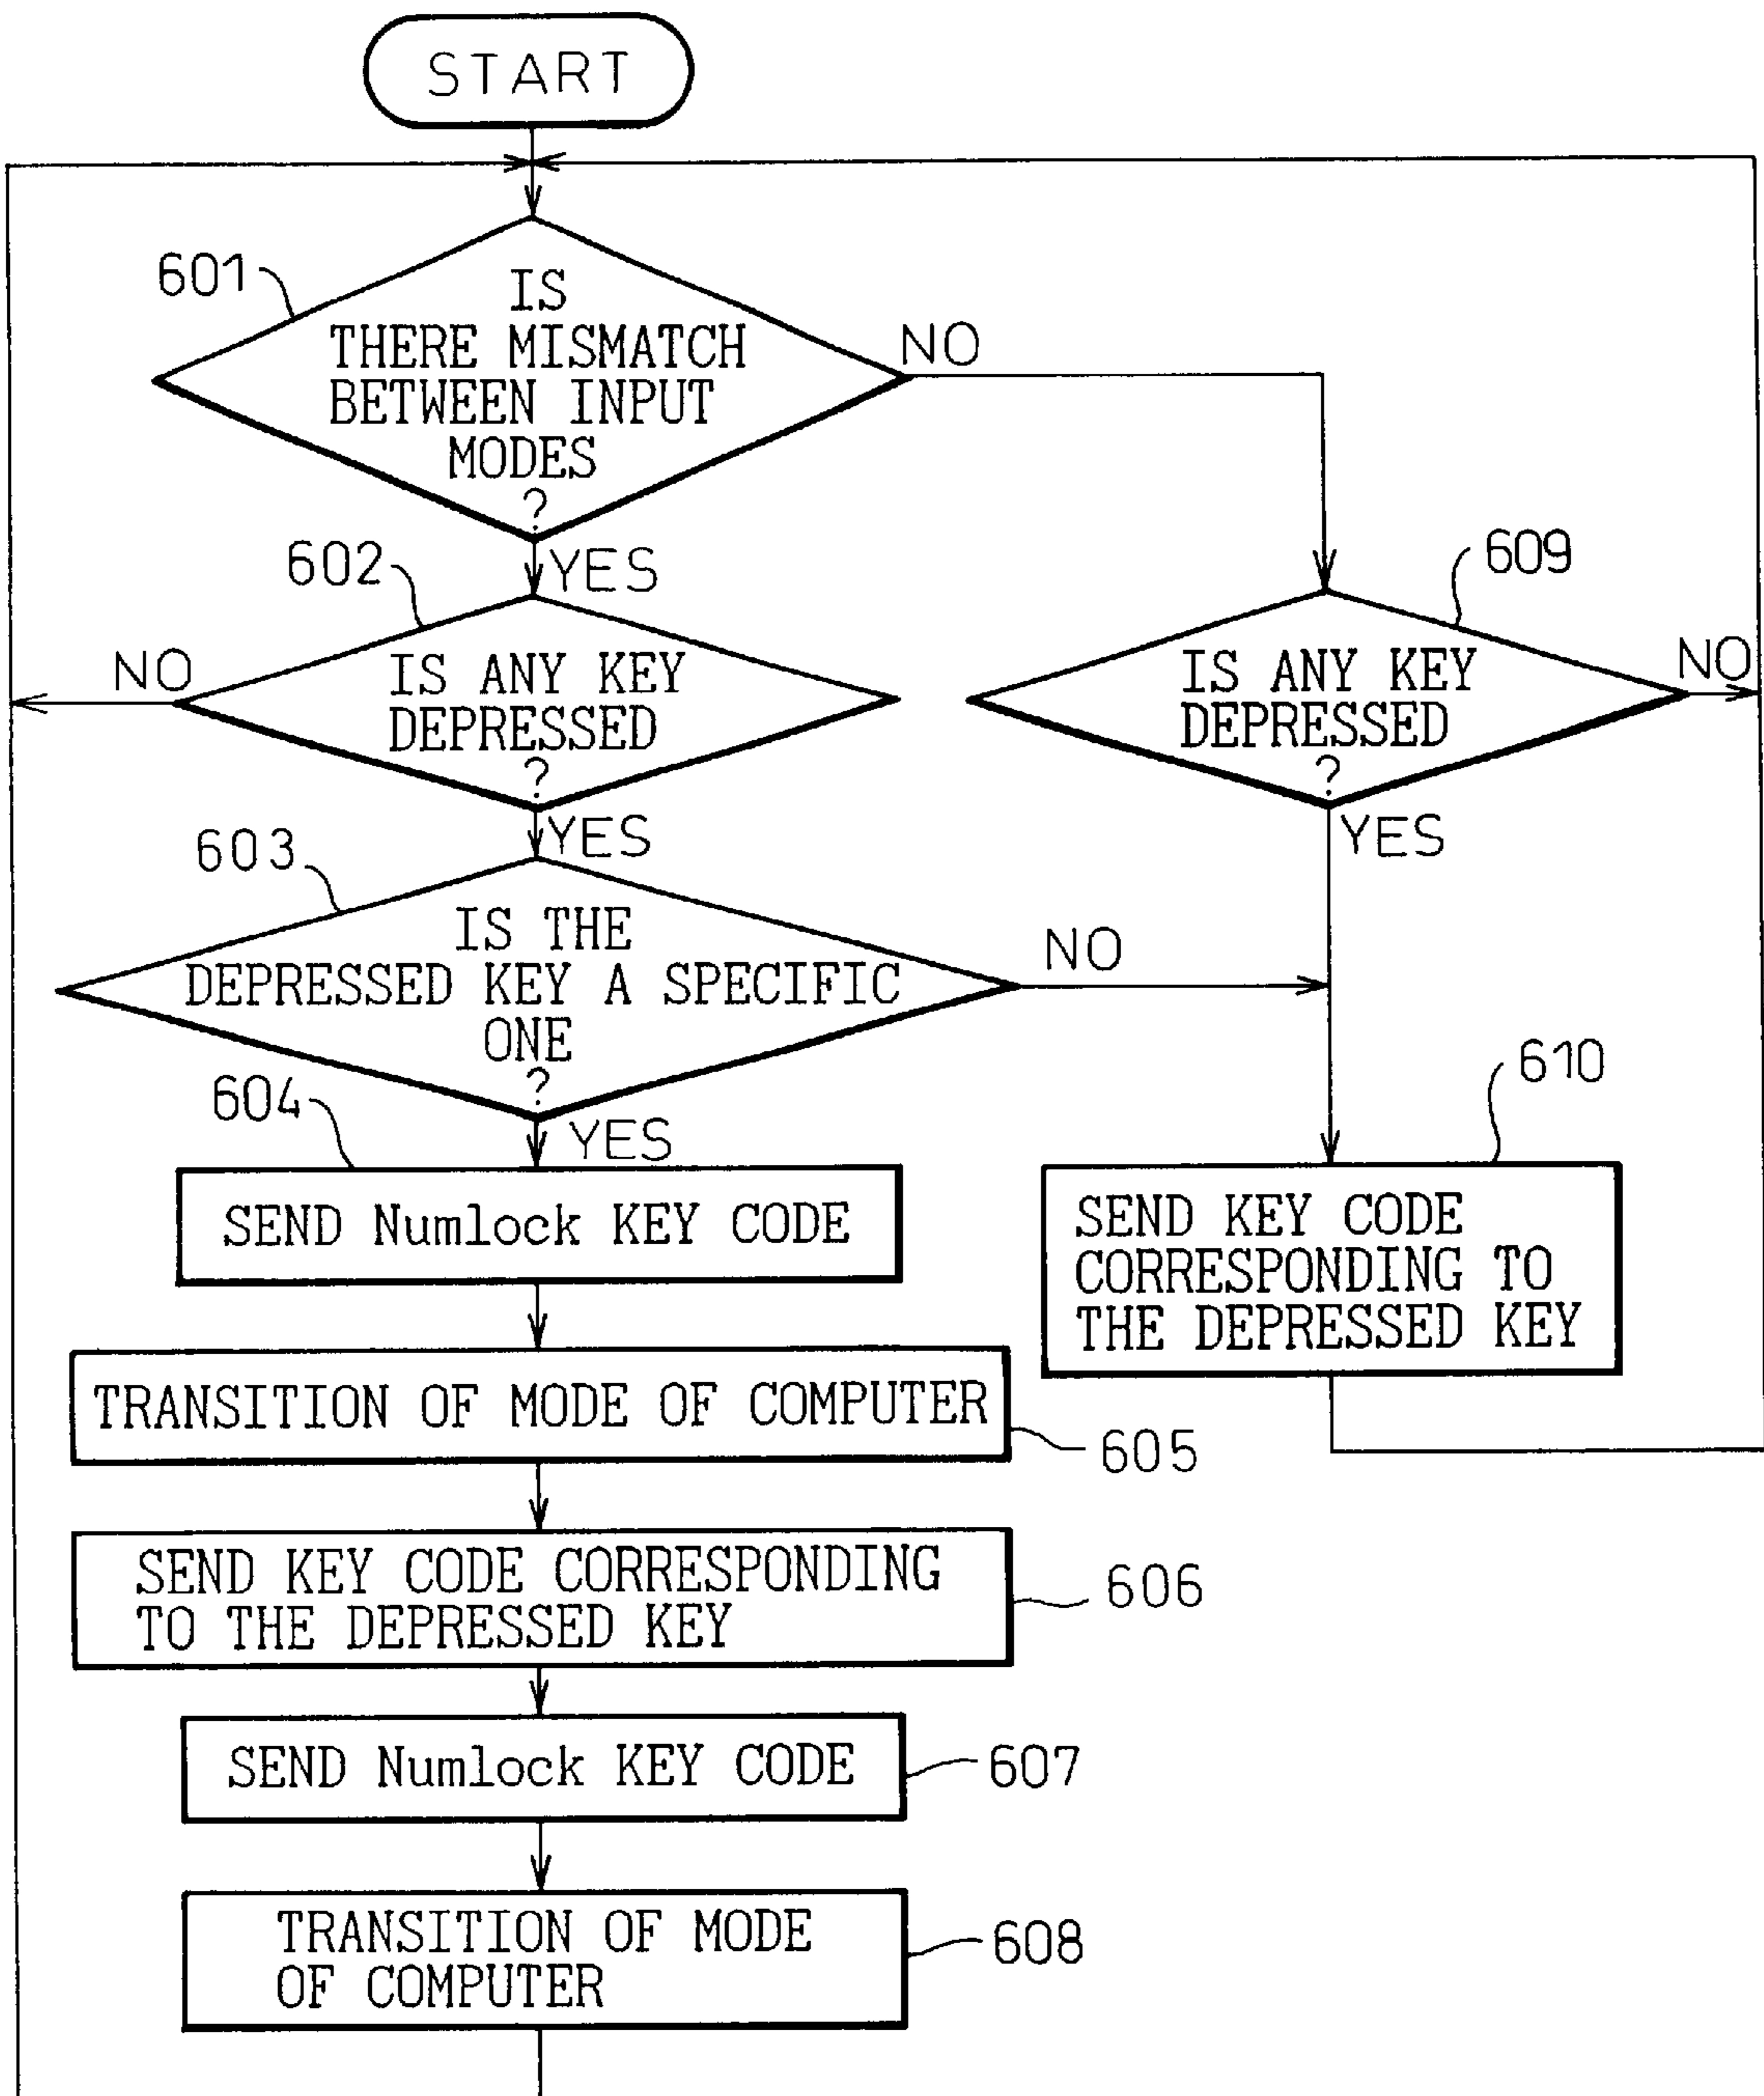 START
601
IS
THERE MISMATCH
BETWEEN INPUT
MODES
?
NO
YES
602
IS ANY KEY
DEPRESSED
?
NO
YES
609
IS ANY KEY
DEPRESSED
?
NO
YES
603
IS THE
DEPRESSED KEY A SPECIFIC
ONE
?
NO
YES
604
SEND Numlock KEY CODE
610
SEND KEY CODE
CORRESPONDING TO
THE DEPRESSED KEY
TRANSITION OF MODE OF COMPUTER
605
SEND KEY CODE CORRESPONDING
TO THE DEPRESSED KEY
606
SEND Numlock KEY CODE
607
TRANSITION OF MODE
OF COMPUTER
608